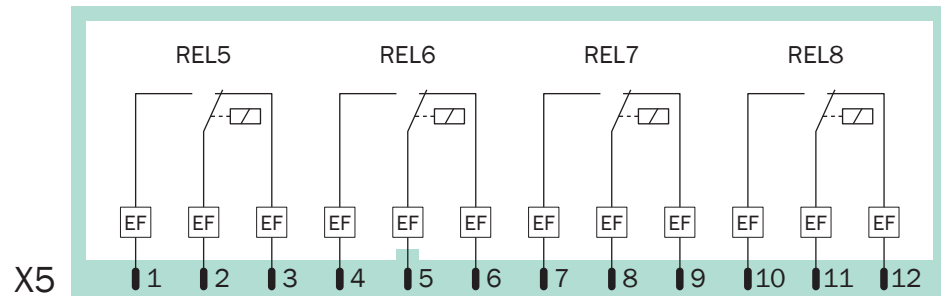 REL5 REL6 REL7 REL8
EF EF EF EF EF EF EF EF EF EF EF EF
X5 1 2 3 4 5 6 7 8 9 10 11 12